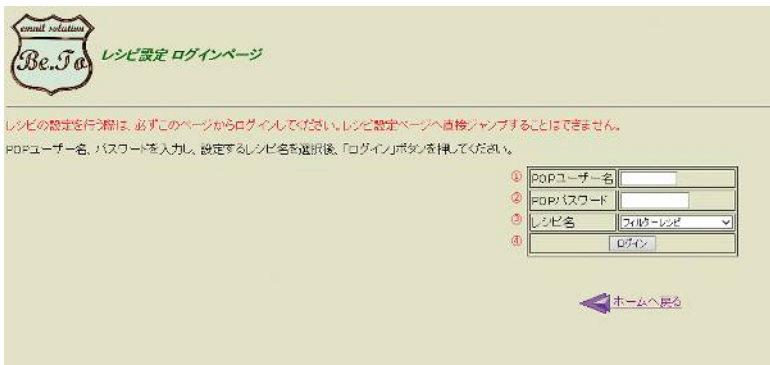 email solution
Be.To
レシピ設定 ログインページ
レシピの設定を行う際は、必ずこのページからログインしてください。レシピ設定ページへ直接ジャンプすることはできません。
POPユーザー名、パスワードを入力し、設定するレシピ名を選択後、「ログイン」ボタンを押してください。
① POPユーザー名
② POPパスワード
③ レシピ名 フィルターレシピ
④ ログイン
ホームへ戻る